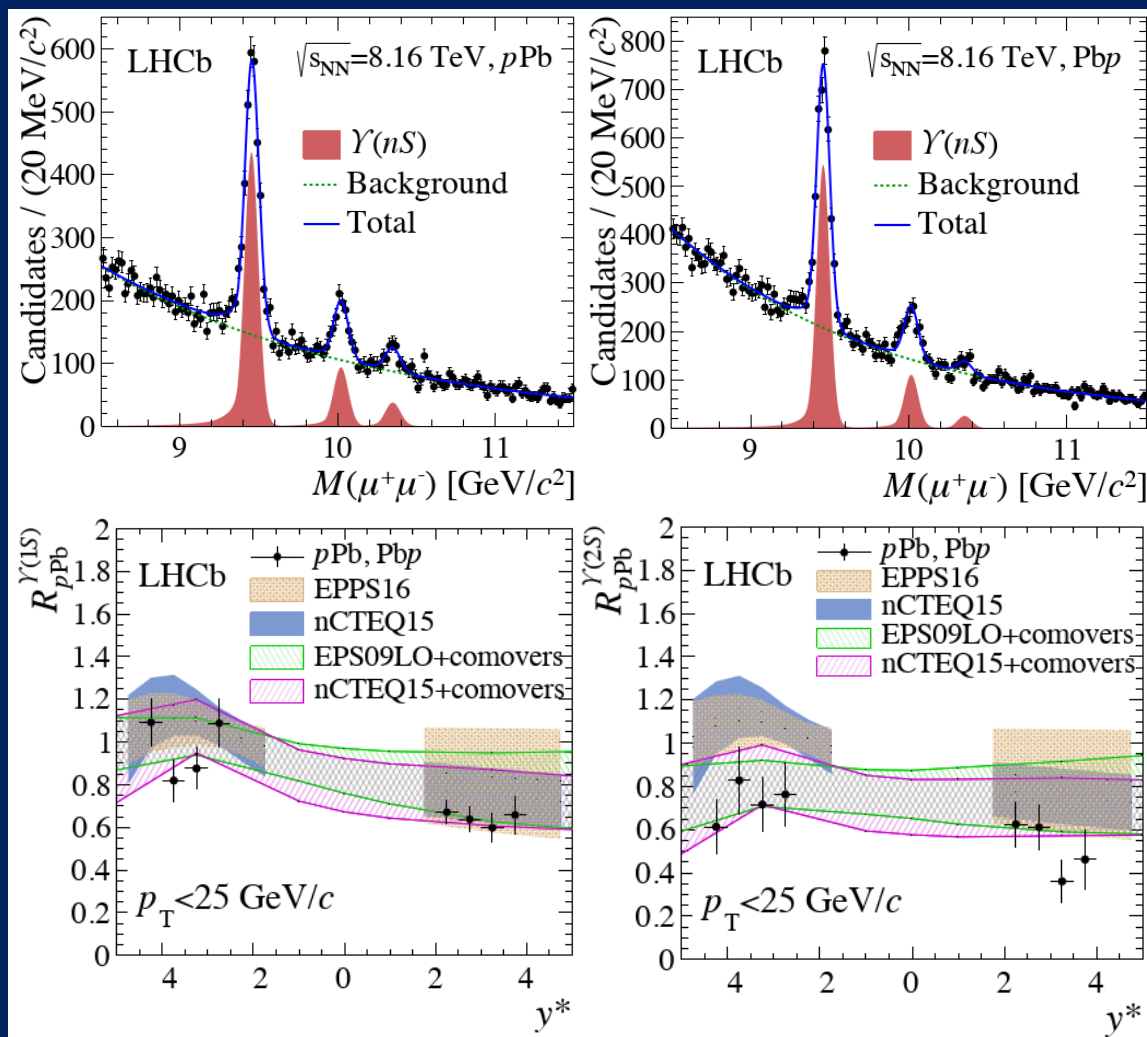 Candidates / (20 MeV/c²)
600
500
400
300
200
100
0
LHCb
√s_NN=8.16 TeV, pPb
ϒ(nS)
Background
Total
9 10 11
M(μ⁺μ⁻) [GeV/c²]
Candidates / (20 MeV/c²)
800
700
600
500
400
300
200
100
0
LHCb
√s_NN=8.16 TeV, Pbp
ϒ(nS)
Background
Total
9 10 11
M(μ⁺μ⁻) [GeV/c²]
R_pPb^ϒ(1S)
2
1.8
1.6
1.4
1.2
1
0.8
0.6
0.4
0.2
0
LHCb
pPb, Pbp
EPPS16
nCTEQ15
EPS09LO+comovers
nCTEQ15+comovers
p_T<25 GeV/c
4 2 0 2 4
y*
R_pPb^ϒ(2S)
2
1.8
1.6
1.4
1.2
1
0.8
0.6
0.4
0.2
0
LHCb
pPb, Pbp
EPPS16
nCTEQ15
EPS09LO+comovers
nCTEQ15+comovers
p_T<25 GeV/c
4 2 0 2 4
y*